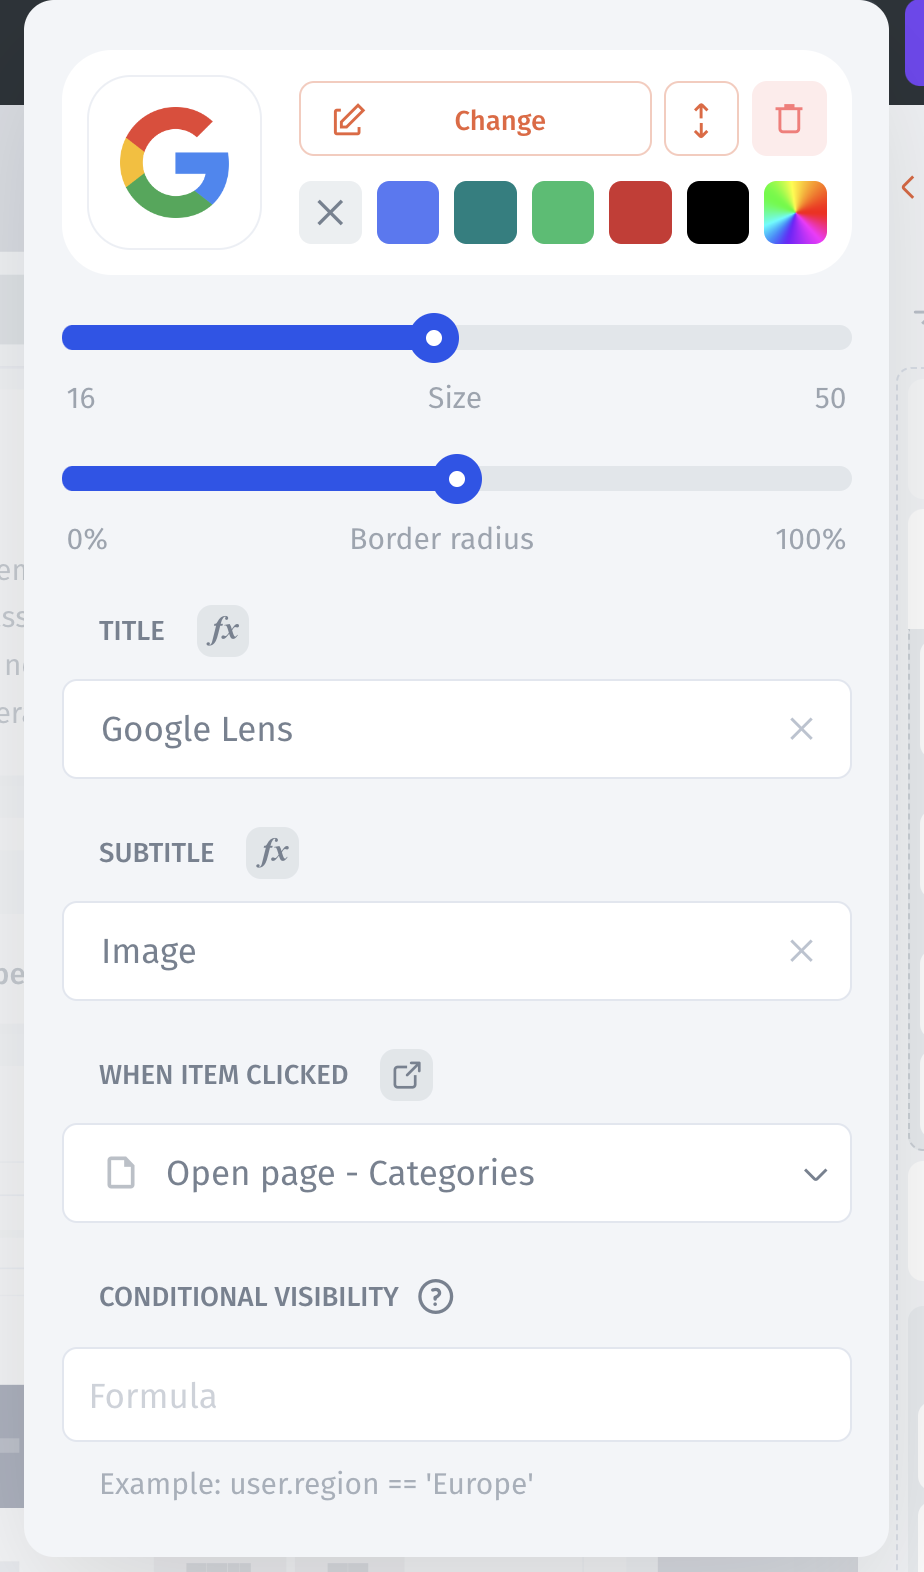 Change
16 Size 50
0% Border radius 100%
TITLE fx
Google Lens
SUBTITLE fx
Image
WHEN ITEM CLICKED
Open page - Categories
CONDITIONAL VISIBILITY ?
Formula
Example: user.region == 'Europe'